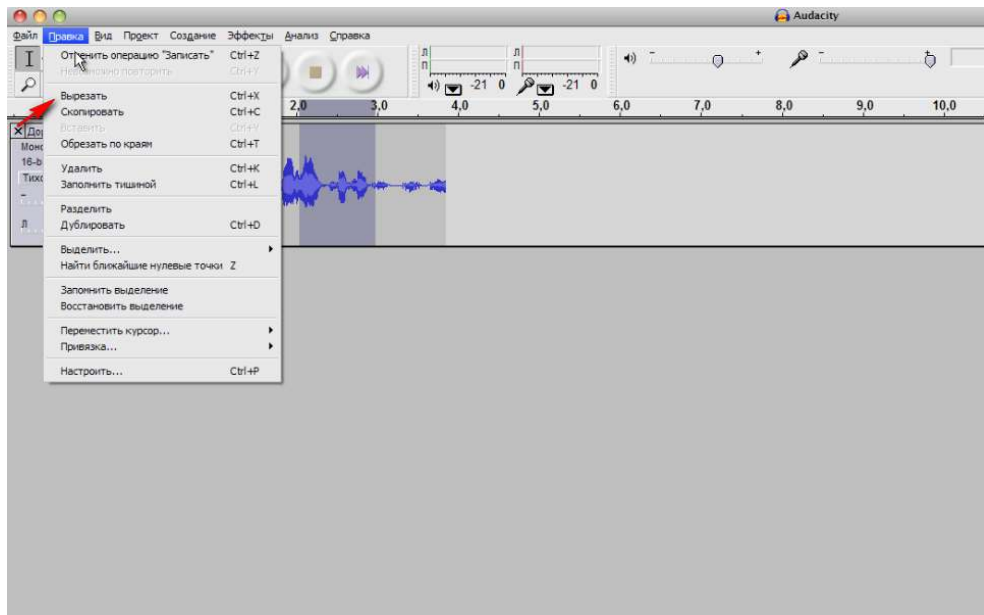 Audacity
Файл Правка Вид Проект Создание Эффекты Анализ Справка
Отменить операцию "Записать" Ctrl+Z
Невозможно повторить Ctrl+Y
Вырезать Ctrl+X
Скопировать Ctrl+C
Вставить Ctrl+V
Обрезать по краям Ctrl+T
Удалить Ctrl+K
Заполнить тишиной Ctrl+L
Разделить
Дублировать Ctrl+D
Выделить...
Найти ближайшие нулевые точки Z
Запомнить выделение
Восстановить выделение
Переместить курсор...
Привязка...
Настроить... Ctrl+P
Л
П
-21 0
Л
П
-21 0
- +
- +
2,0 3,0 4,0 5,0 6,0 7,0 8,0 9,0 10,0
X До
Моно
16-b
Тихо
-
Л